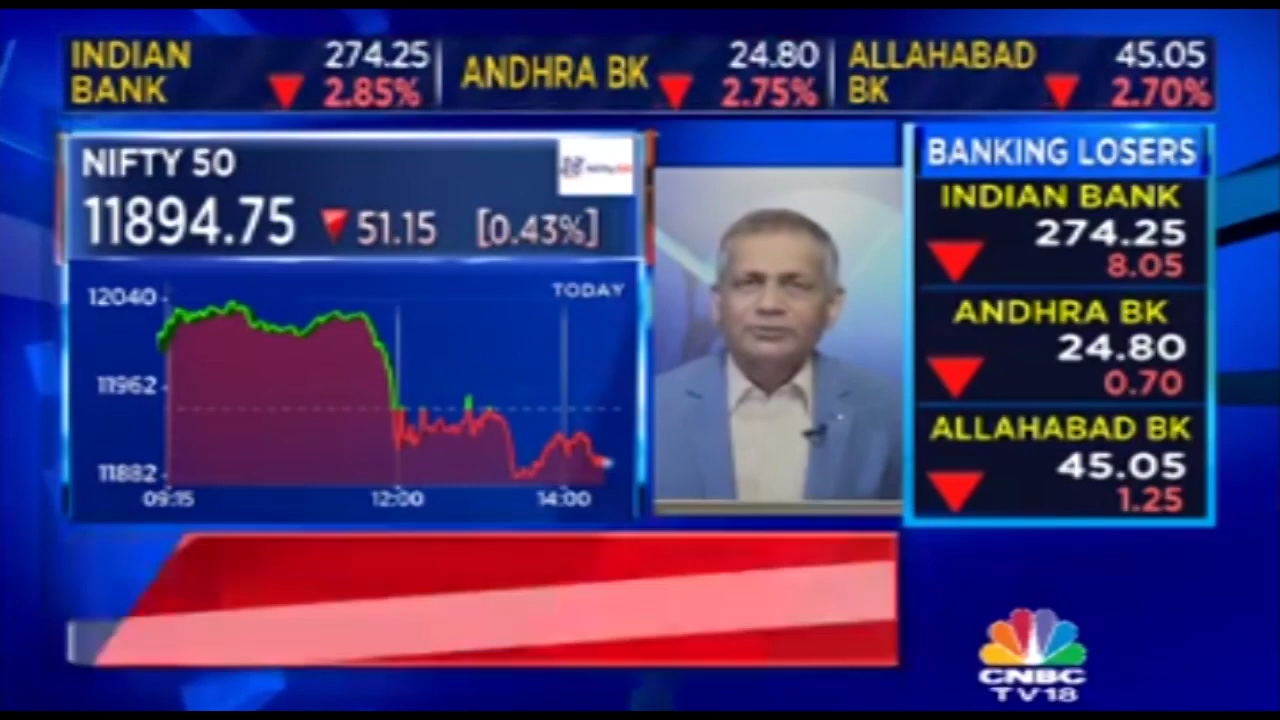 INDIAN BANK 274.25 2.85%
ANDHRA BK 24.80 2.75%
ALLAHABAD BK 45.05 2.70%
NIFTY 50
11894.75 51.15 [0.43%]
TODAY
12040
11962
11882
09:15 12:00 14:00
BANKING LOSERS
INDIAN BANK
274.25
8.05
ANDHRA BK
24.80
0.70
ALLAHABAD BK
45.05
1.25
CNBC
TV18